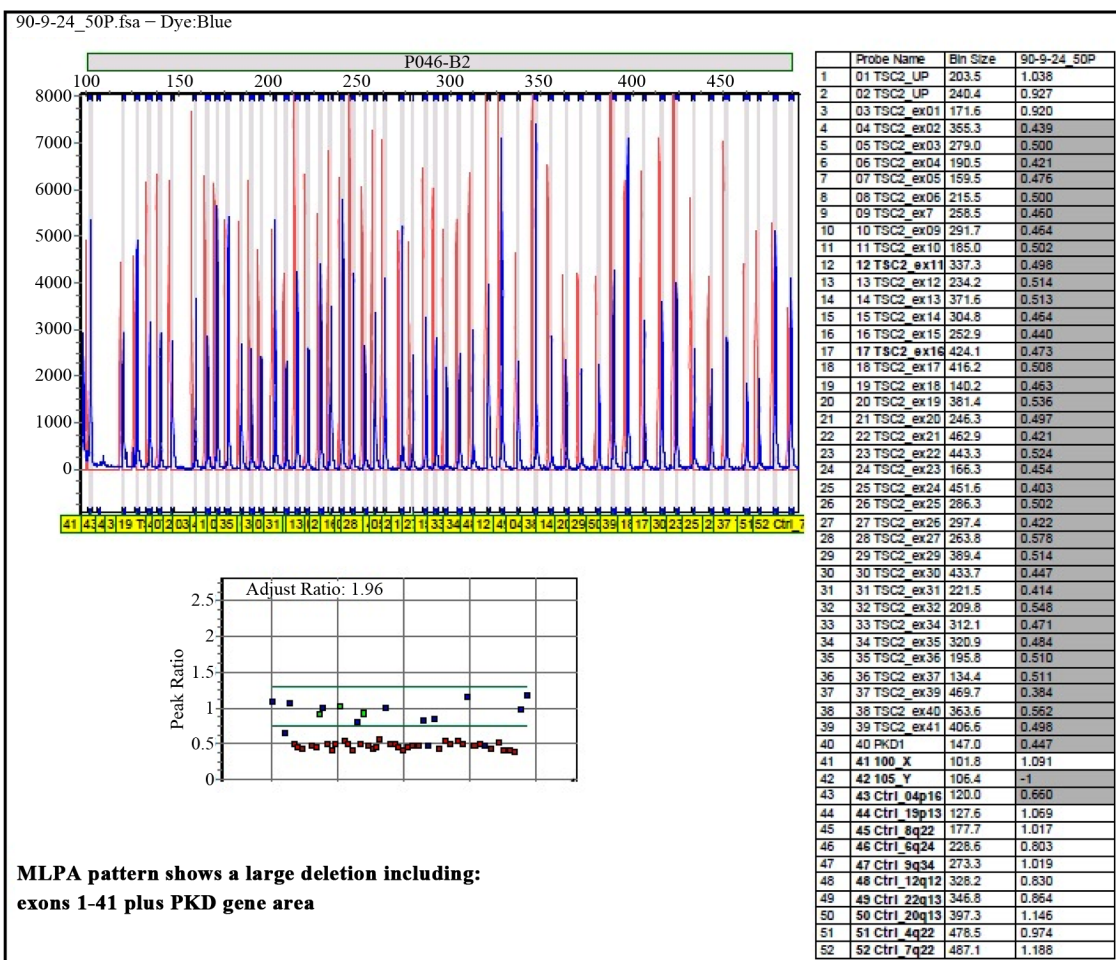 90-9-24_50P.fsa – Dye:Blue
P046-B2
100 150 200 250 300 350 400 450
8000
7000
6000
5000
4000
3000
2000
1000
0
Adjust Ratio: 1.96
Peak Ratio
2.5
2
1.5
1
0.5
0
MLPA pattern shows a large deletion including:
exons 1-41 plus PKD gene area
Probe Name Bin Size 90-9-24_50P
1 01 TSC2_UP 203.5 1.038
2 02 TSC2_UP 240.4 0.927
3 03 TSC2_ex01 171.6 0.920
4 04 TSC2_ex02 355.3 0.439
5 05 TSC2_ex03 279.0 0.500
6 06 TSC2_ex04 190.5 0.421
7 07 TSC2_ex05 159.5 0.476
8 08 TSC2_ex06 215.5 0.500
9 09 TSC2_ex7 258.5 0.460
10 10 TSC2_ex09 291.7 0.464
11 11 TSC2_ex10 185.0 0.502
12 12 TSC2_ex11 337.3 0.498
13 13 TSC2_ex12 234.2 0.514
14 14 TSC2_ex13 371.6 0.513
15 15 TSC2_ex14 304.8 0.464
16 16 TSC2_ex15 252.9 0.440
17 17 TSC2_ex16 424.1 0.473
18 18 TSC2_ex17 416.2 0.508
19 19 TSC2_ex18 140.2 0.463
20 20 TSC2_ex19 381.4 0.536
21 21 TSC2_ex20 246.3 0.497
22 22 TSC2_ex21 462.9 0.421
23 23 TSC2_ex22 443.3 0.524
24 24 TSC2_ex23 166.3 0.454
25 25 TSC2_ex24 451.6 0.403
26 26 TSC2_ex25 286.3 0.502
27 27 TSC2_ex26 297.4 0.422
28 28 TSC2_ex27 263.8 0.578
29 29 TSC2_ex29 389.4 0.514
30 30 TSC2_ex30 433.7 0.447
31 31 TSC2_ex31 221.5 0.414
32 32 TSC2_ex32 209.8 0.548
33 33 TSC2_ex34 312.1 0.471
34 34 TSC2_ex35 320.9 0.484
35 35 TSC2_ex36 195.8 0.510
36 36 TSC2_ex37 134.4 0.511
37 37 TSC2_ex39 469.7 0.384
38 38 TSC2_ex40 363.6 0.562
39 39 TSC2_ex41 406.6 0.498
40 40 PKD1 147.0 0.447
41 41 100_X 101.8 1.091
42 42 105_Y 106.4 -1
43 43 Ctrl_04p16 120.0 0.660
44 44 Ctrl_19p13 127.6 1.069
45 45 Ctrl_8q22 177.7 1.017
46 46 Ctrl_6q24 228.6 0.803
47 47 Ctrl_9q34 273.3 1.019
48 48 Ctrl_12q12 328.2 0.830
49 49 Ctrl_22q13 346.8 0.864
50 50 Ctrl_20q13 397.3 1.146
51 51 Ctrl_4q22 478.5 0.974
52 52 Ctrl_7q22 487.1 1.188